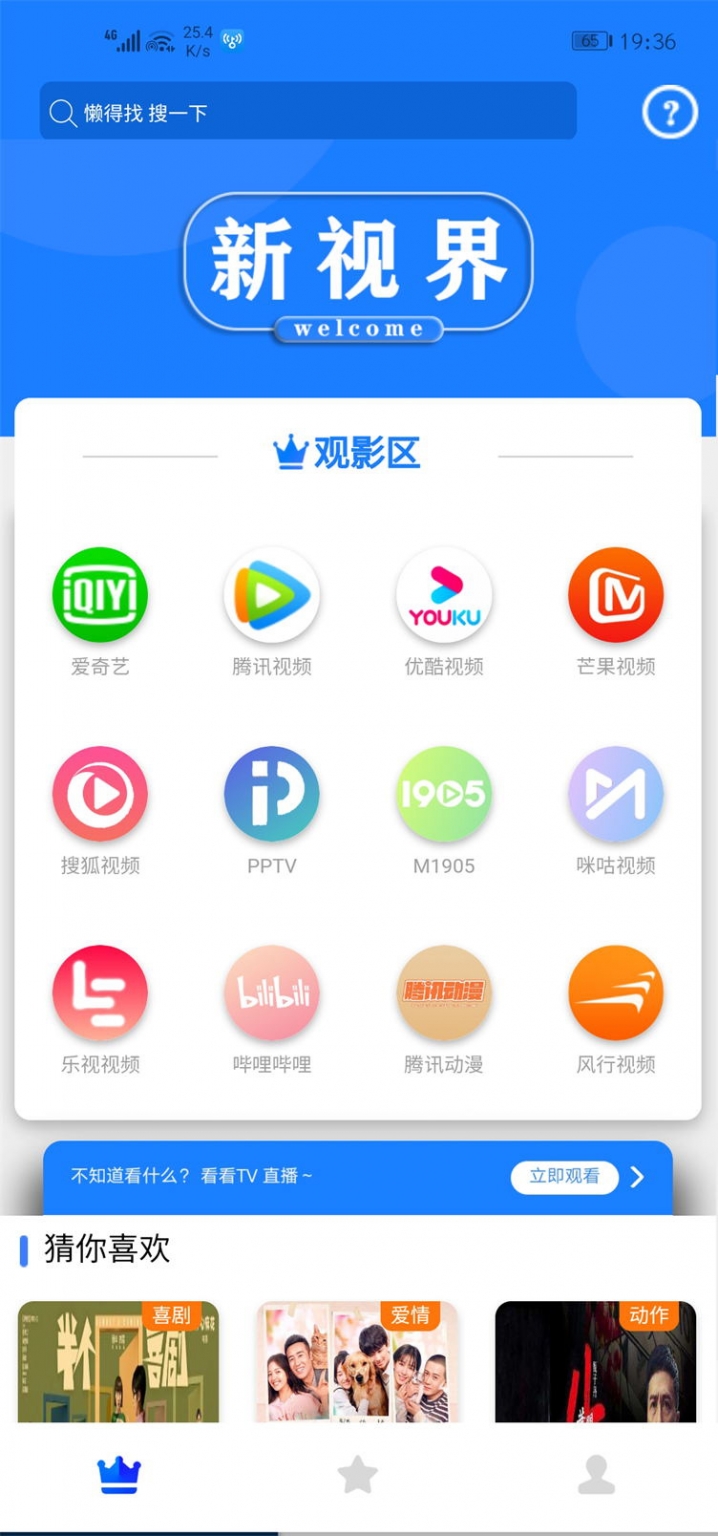 4G 25.4 K/s 65 19:36
懒得找 搜一下
?
新视界
welcome
观影区
iQIYI
YOUKU
爱奇艺 腾讯视频 优酷视频 芒果视频
1905
搜狐视频 PPTV M1905 咪咕视频
bilibili 腾讯动漫
乐视视频 哔哩哔哩 腾讯动漫 风行视频
不知道看什么？ 看看TV 直播~ 立即观看
猜你喜欢
喜剧 爱情 动作
半个喜剧